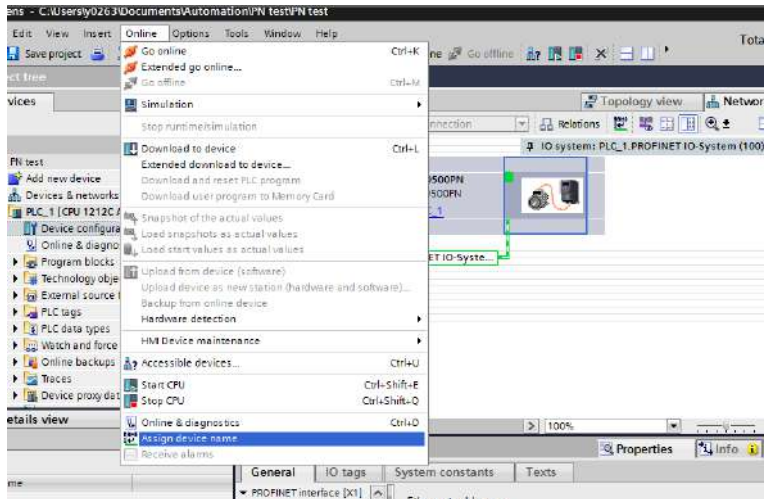 ens - C:\Users\y0263\Documents\Automation\PN test\PN test
Edit View Insert Online Options Tools Window Help
Save project
Go online Ctrl+K
ne Go offline
Tota
Extended go online...
Go offline Ctrl+M
ect tree
vices
Simulation
Topology view
Networ
Stop runtime/simulation
nnection
Relations
Download to device Ctrl+L
IO system: PLC_1.PROFINET IO-System (100)
Extended download to device...
PN test
Download and reset PLC program
Add new device
Download user program to Memory Card
Devices & networks
PLC_1 [CPU 1212C A
Snapshot of the actual values
Device configura
Load snapshots as actual values
Online & diagno
Load start values as actual values
ET IO-Syste...
Program blocks
Upload from device (software)
Technology obje
Upload device as new station (hardware and software)...
External source f
Backup from online device
PLC tags
Hardware detection
PLC data types
HMI Device maintenance
Watch and force
Online backups
Accessible devices... Ctrl+U
Traces
Start CPU Ctrl+Shift+E
Device proxy dat
Stop CPU Ctrl+Shift+Q
etails view
Online & diagnostics Ctrl+D
100%
Assign device name
Properties
Info
Receive alarms
General IO tags System constants Texts
me
PROFINET interface [X1]